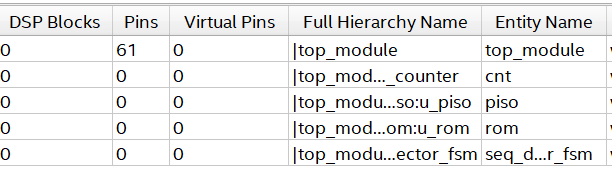 DSP Blocks Pins Virtual Pins Full Hierarchy Name Entity Name
0 61 0 |top_module top_module
0 0 0 |top_mod..._counter cnt
0 0 0 |top_modu...so:u_piso piso
0 0 0 |top_mod...om:u_rom rom
0 0 0 |top_modu...ector_fsm seq_d...r_fsm